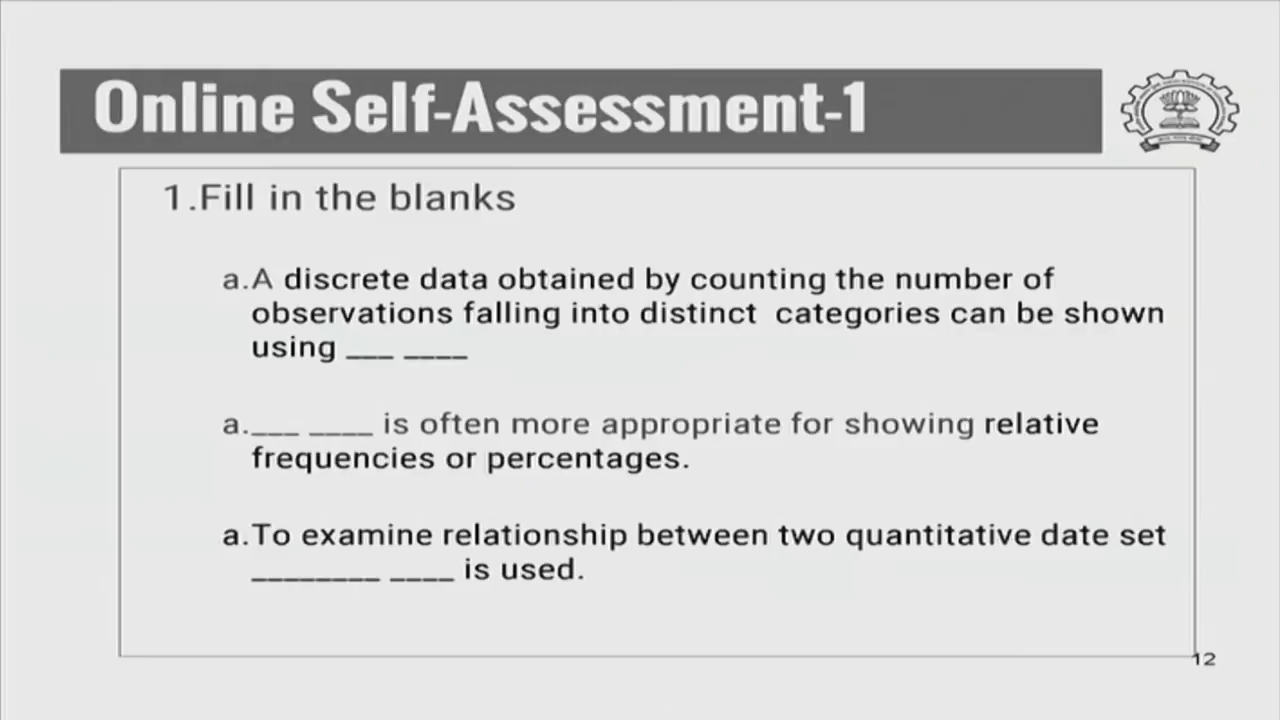 Online Self-Assessment-1
1.Fill in the blanks
a.A discrete data obtained by counting the number of
observations falling into distinct categories can be shown
using ___ ____
a.___ ____ is often more appropriate for showing relative
frequencies or percentages.
a.To examine relationship between two quantitative date set
________ ____ is used.
12